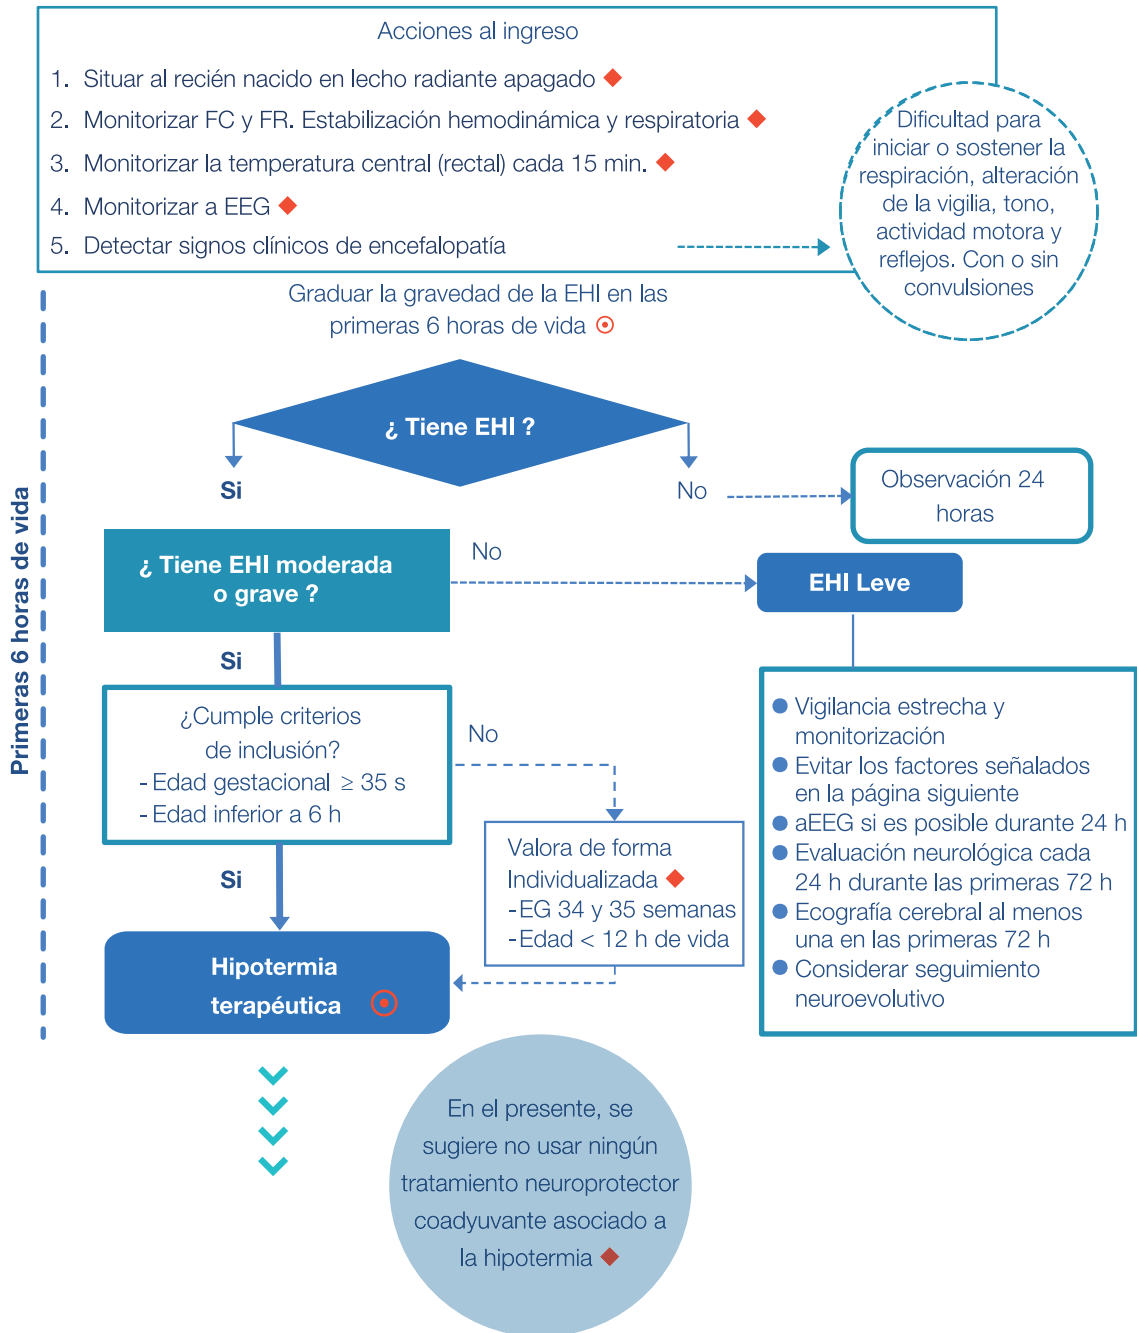 Acciones al ingreso
1. Situar al recién nacido en lecho radiante apagado
2. Monitorizar FC y FR. Estabilización hemodinámica y respiratoria
3. Monitorizar la temperatura central (rectal) cada 15 min.
4. Monitorizar a EEG
5. Detectar signos clínicos de encefalopatía
Dificultad para
iniciar o sostener la
respiración, alteración
de la vigilia, tono,
actividad motora y
reflejos. Con o sin
convulsiones
Primeras 6 horas de vida
Graduar la gravedad de la EHI en las
primeras 6 horas de vida
¿ Tiene EHI ?
Si
No
Observación 24
horas
¿ Tiene EHI moderada
o grave ?
No
EHI Leve
Si
¿Cumple criterios
de inclusión?
- Edad gestacional ≥ 35 s
- Edad inferior a 6 h
No
Valora de forma
Individualizada
- EG 34 y 35 semanas
- Edad < 12 h de vida
● Vigilancia estrecha y
monitorización
● Evitar los factores señalados
en la página siguiente
● aEEG si es posible durante 24 h
● Evaluación neurológica cada
24 h durante las primeras 72 h
● Ecografía cerebral al menos
una en las primeras 72 h
● Considerar seguimiento
neuroevolutivo
Si
Hipotermia
terapéutica
En el presente, se
sugiere no usar ningún
tratamiento neuroprotector
coadyuvante asociado a
la hipotermia